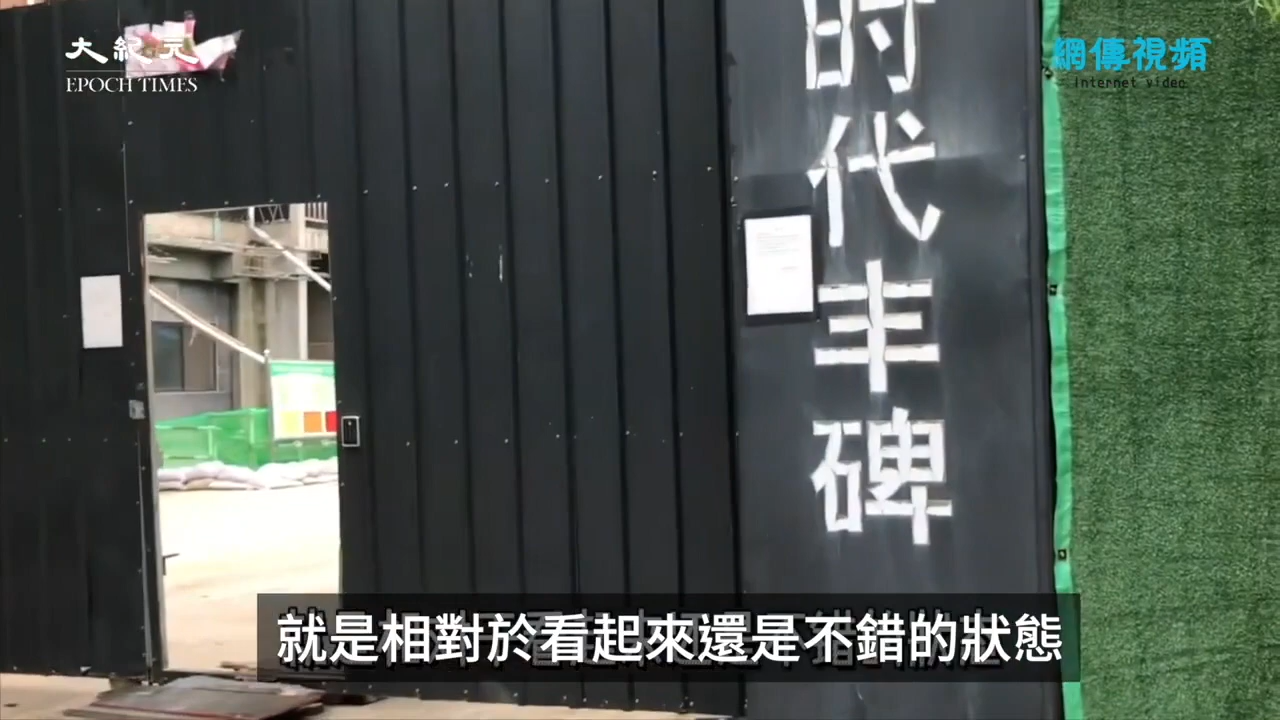 大紀元
EPOCH TIMES
網傳視頻
Internet video
时代丰碑
就是相對於看起來還是不錯的狀態